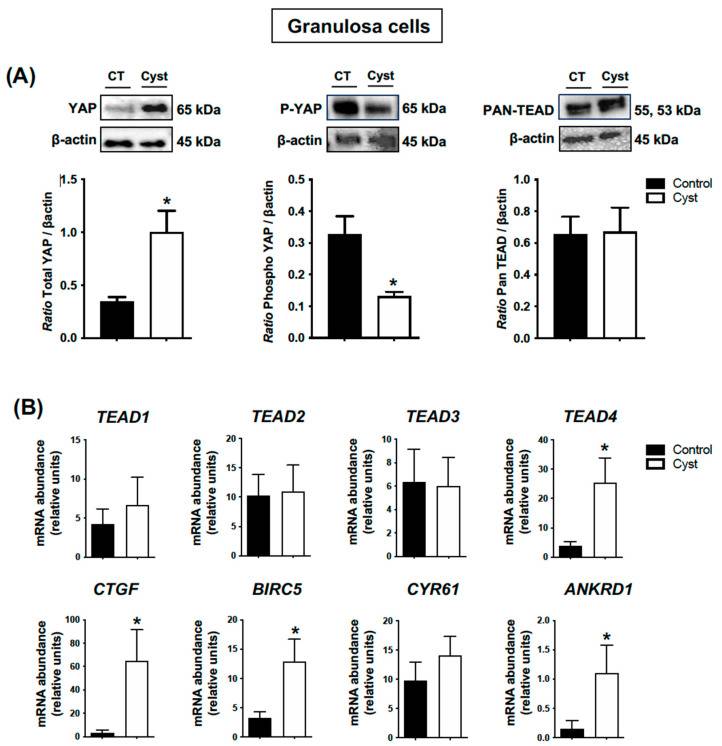 Granulosa cells
(A)
CT Cyst
YAP 65 kDa
β-actin 45 kDa
CT Cyst
P-YAP 65 kDa
β-actin 45 kDa
CT Cyst
PAN-TEAD 55, 53 kDa
β-actin 45 kDa
Ratio Total YAP / βactin
1.5
1.0
0.5
0.0
*
Ratio Phospho YAP / βactin
0.5
0.4
0.3
0.2
0.1
0.0
*
Ratio Pan TEAD / βactin
1.0
0.8
0.6
0.4
0.2
0.0
Control
Cyst
(B)
TEAD1
mRNA abundance
(relative units)
15
10
5
0
TEAD2
mRNA abundance
(relative units)
20
15
10
5
0
TEAD3
mRNA abundance
(relative units)
10
8
6
4
2
0
TEAD4
mRNA abundance
(relative units)
40
30
20
10
0
*
Control
Cyst
CTGF
mRNA abundance
(relative units)
100
80
60
40
20
0
*
BIRC5
mRNA abundance
(relative units)
20
15
10
5
0
*
CYR61
mRNA abundance
(relative units)
20
15
10
5
0
ANKRD1
mRNA abundance
(relative units)
2.0
1.5
1.0
0.5
0.0
*